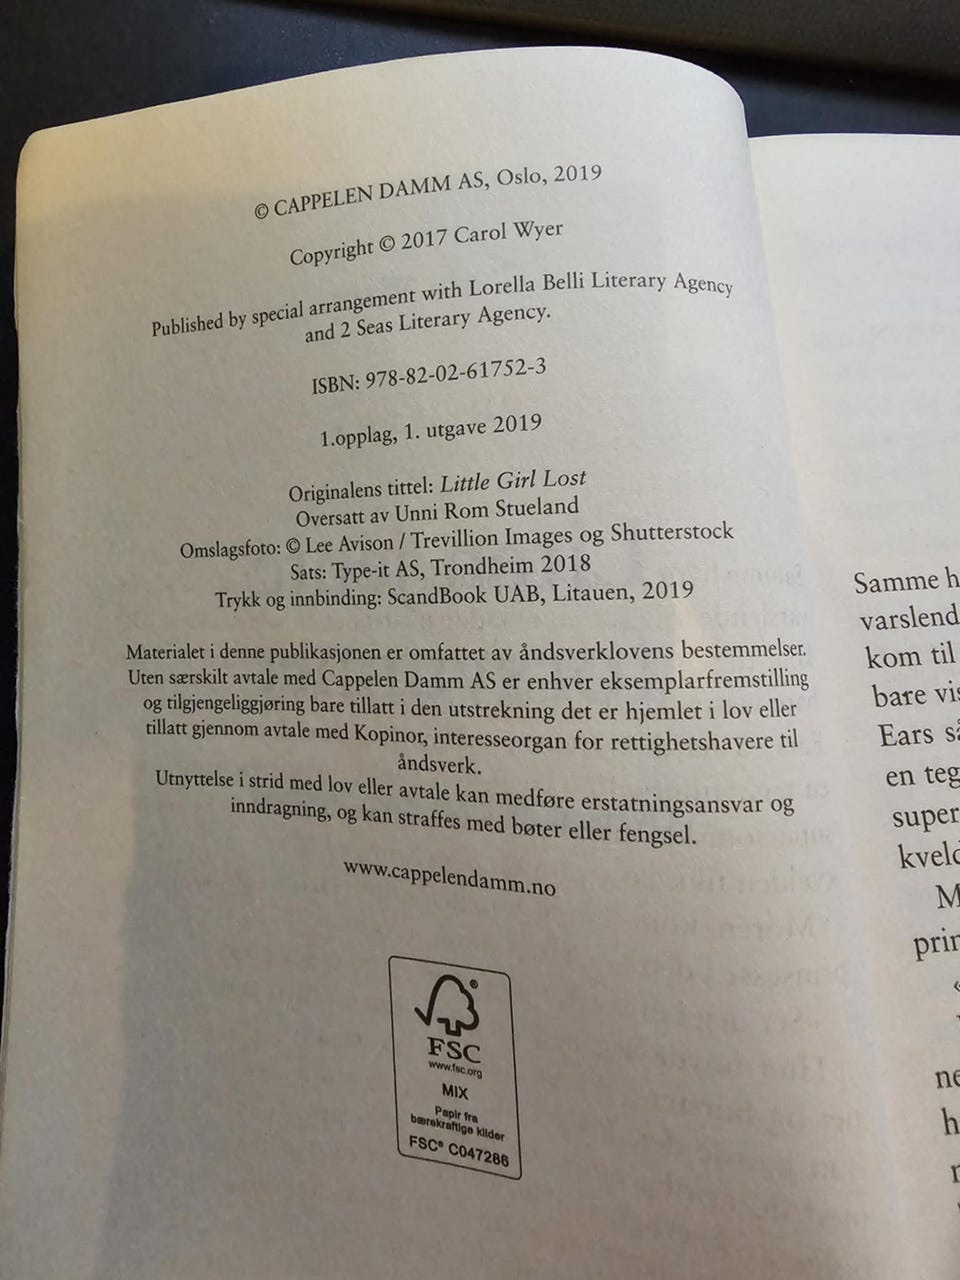 © CAPPELEN DAMM AS, Oslo, 2019
Copyright © 2017 Carol Wyer
Published by special arrangement with Lorella Belli Literary Agency
and 2 Seas Literary Agency.
ISBN: 978-82-02-61752-3
1.opplag, 1. utgave 2019
Originalens tittel: Little Girl Lost
Oversatt av Unni Rom Stueland
Omslagsfoto: © Lee Avison / Trevillion Images og Shutterstock
Sats: Type-it AS, Trondheim 2018
Trykk og innbinding: ScandBook UAB, Litauen, 2019
Materialet i denne publikasjonen er omfattet av åndsverklovens bestemmelser.
Uten særskilt avtale med Cappelen Damm AS er enhver eksemplarfremstilling
og tilgjengeliggjøring bare tillatt i den utstrekning det er hjemlet i lov eller
tillatt gjennom avtale med Kopinor, interesseorgan for rettighetshavere til
åndsverk.
Utnyttelse i strid med lov eller avtale kan medføre erstatningsansvar og
inndragning, og kan straffes med bøter eller fengsel.
www.cappelendamm.no
FSC
www.fsc.org
MIX
Papir fra
bærekraftige kilder
FSC® C047286
Samme h
varslend
kom til
bare vis
Ears så
en teg
super
kveld
M
prin
«
ne
h